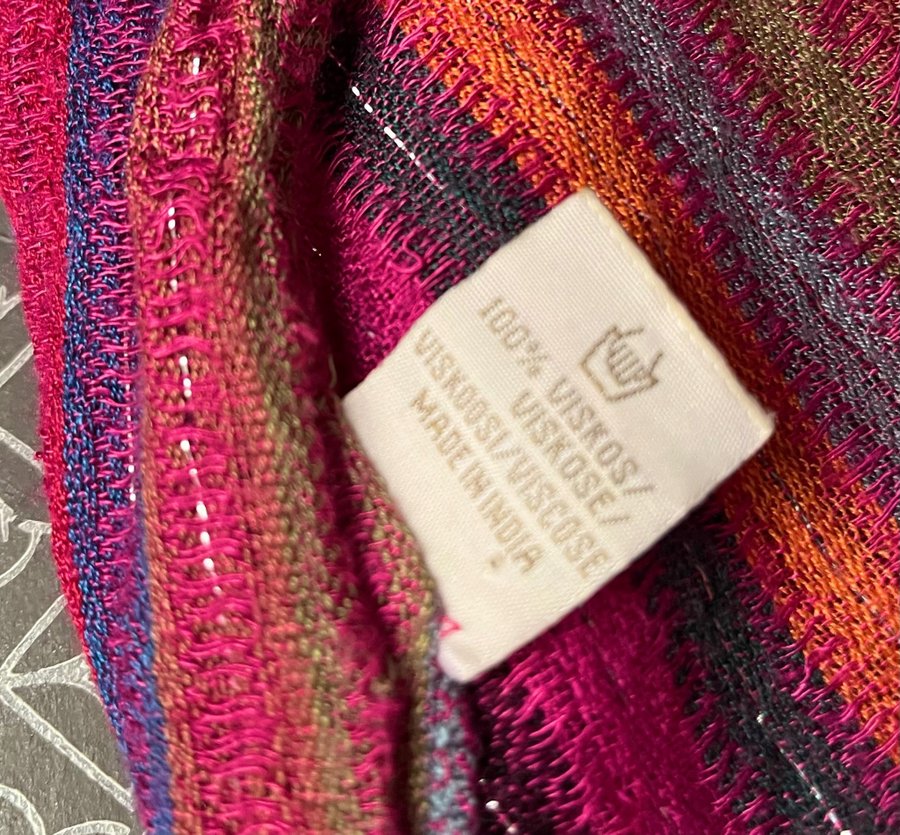 100% VISKOS/
VISKOSE/
VISKOOSI/VISCOSE
MADE IN INDIA